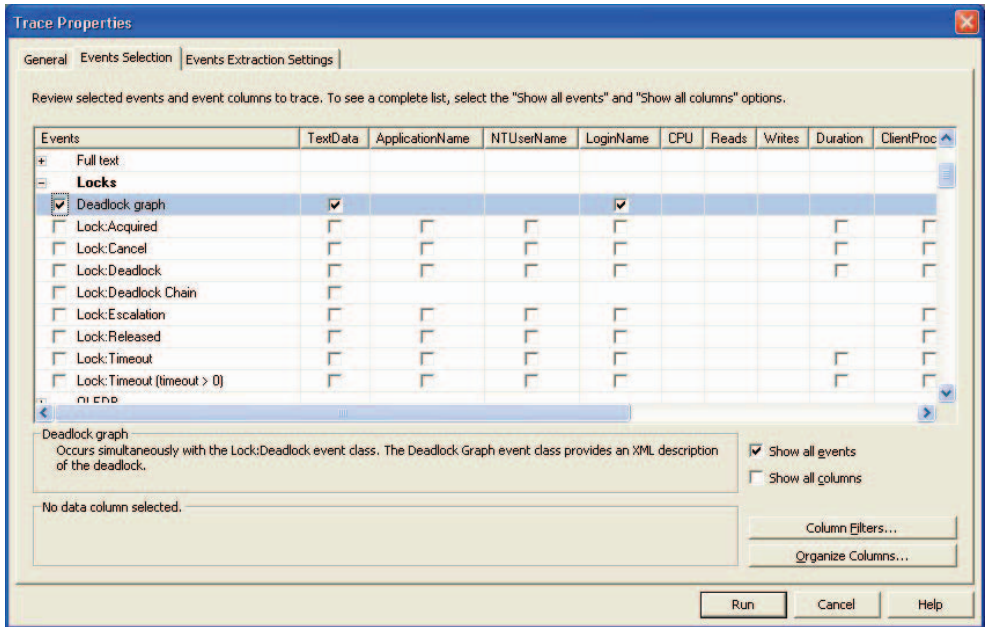 Trace Properties
General Events Selection Events Extraction Settings
Review selected events and event columns to trace. To see a complete list, select the "Show all events" and "Show all columns" options.
Events TextData ApplicationName NTUserName LoginName CPU Reads Writes Duration ClientProc
Full text
Locks
Deadlock graph
Lock:Acquired
Lock:Cancel
Lock:Deadlock
Lock:Deadlock Chain
Lock:Escalation
Lock:Released
Lock:Timeout
Lock:Timeout (timeout > 0)
OLEDB
Deadlock graph
Occurs simultaneously with the Lock:Deadlock event class. The Deadlock Graph event class provides an XML description
of the deadlock.
Show all events
Show all columns
No data column selected.
Column Filters...
Organize Columns...
Run Cancel Help